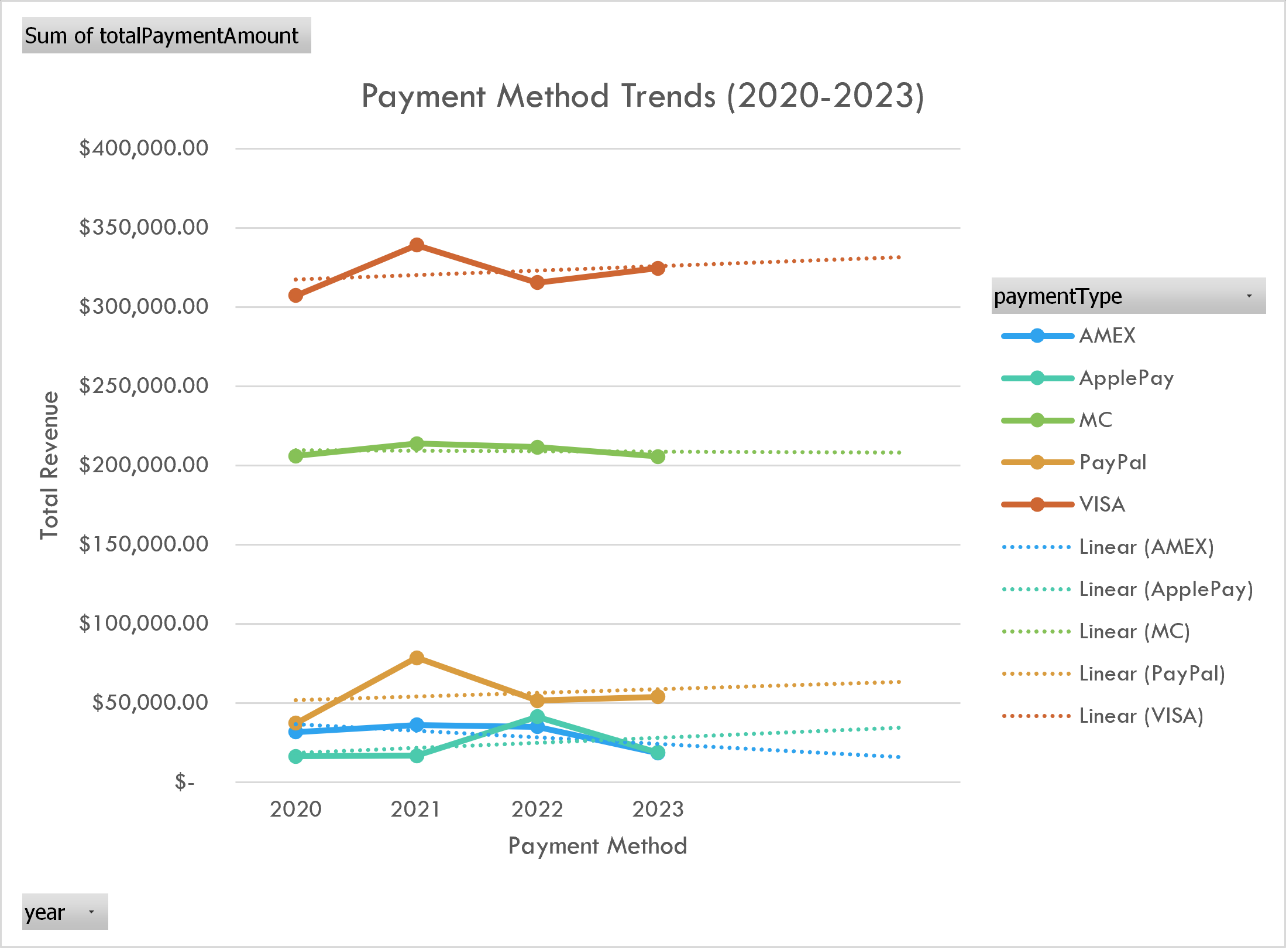 Sum of totalPaymentAmount
Payment Method Trends (2020-2023)
$400,000.00
$350,000.00
$300,000.00
$250,000.00
$200,000.00
$150,000.00
$100,000.00
$50,000.00
$-
Total Revenue
2020 2021 2022 2023
Payment Method
paymentType
AMEX
ApplePay
MC
PayPal
VISA
Linear (AMEX)
Linear (ApplePay)
Linear (MC)
Linear (PayPal)
Linear (VISA)
year